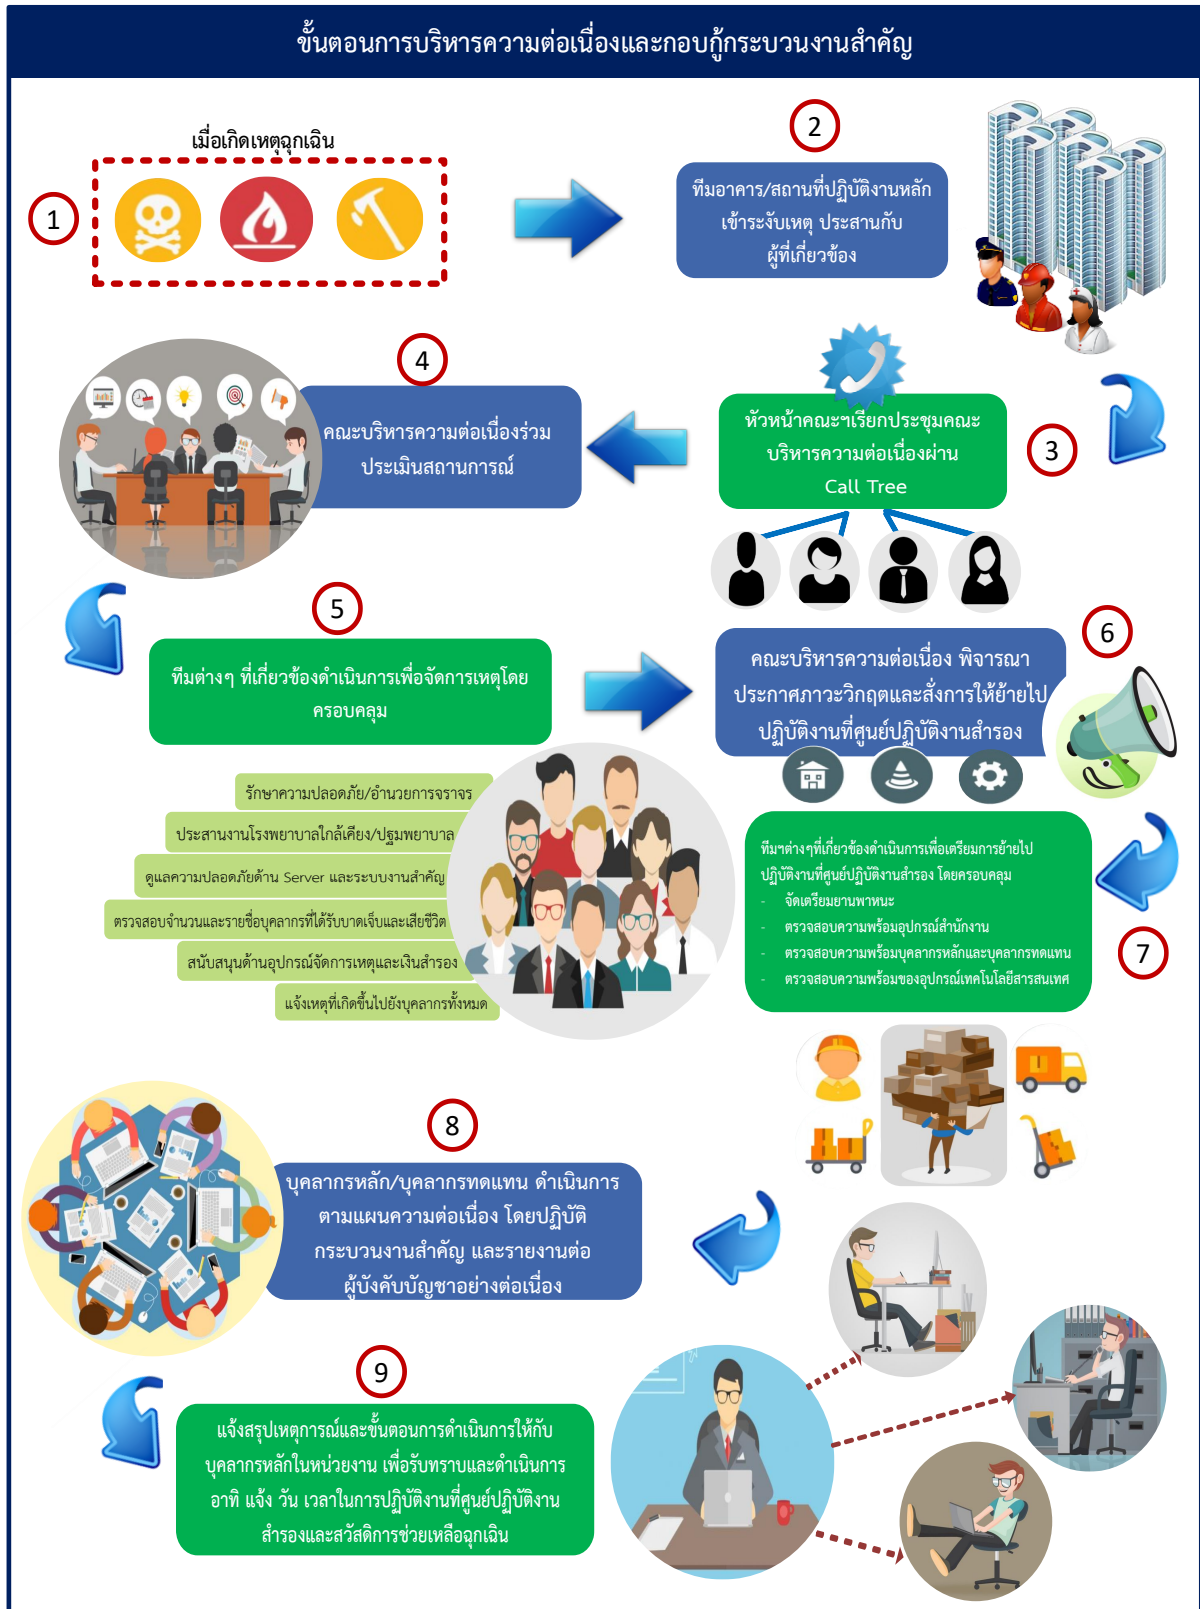 ขั้นตอนการบริหารความต่อเนื่องและกอบกู้กระบวนงานสำคัญ
เมื่อเกิดเหตุฉุกเฉิน
1
2
ทีมอาคาร/สถานที่ปฏิบัติงานหลัก
เข้าระงับเหตุ ประสานกับ
ผู้ที่เกี่ยวข้อง
3
หัวหน้าคณะฯเรียกประชุมคณะ
บริหารความต่อเนื่องผ่าน
Call Tree
4
คณะบริหารความต่อเนื่องร่วม
ประเมินสถานการณ์
5
ทีมต่างๆ ที่เกี่ยวข้องดำเนินการเพื่อจัดการเหตุโดย
ครอบคลุม
รักษาความปลอดภัย/อำนวยการจราจร
ประสานงานโรงพยาบาลใกล้เคียง/ปฐมพยาบาล
ดูแลความปลอดภัยด้าน Server และระบบงานสำคัญ
ตรวจสอบจำนวนและรายชื่อบุคลากรที่ได้รับบาดเจ็บและเสียชีวิต
สนับสนุนด้านอุปกรณ์จัดการเหตุและเงินสำรอง
แจ้งเหตุที่เกิดขึ้นไปยังบุคลากรทั้งหมด
6
คณะบริหารความต่อเนื่อง พิจารณา
ประกาศภาวะวิกฤตและสั่งการให้ย้ายไป
ปฏิบัติงานที่ศูนย์ปฏิบัติงานสำรอง
7
ทีมฯต่างๆที่เกี่ยวข้องดำเนินการเพื่อเตรียมการย้ายไป
ปฏิบัติงานที่ศูนย์ปฏิบัติงานสำรอง โดยครอบคลุม
- จัดเตรียมยานพาหนะ
- ตรวจสอบความพร้อมอุปกรณ์สำนักงาน
- ตรวจสอบความพร้อมบุคลากรหลักและบุคลากรทดแทน
- ตรวจสอบความพร้อมของอุปกรณ์เทคโนโลยีสารสนเทศ
8
บุคลากรหลัก/บุคลากรทดแทน ดำเนินการ
ตามแผนความต่อเนื่อง โดยปฏิบัติ
กระบวนงานสำคัญ และรายงานต่อ
ผู้บังคับบัญชาอย่างต่อเนื่อง
9
แจ้งสรุปเหตุการณ์และขั้นตอนการดำเนินการให้กับ
บุคลากรหลักในหน่วยงาน เพื่อรับทราบและดำเนินการ
อาทิ แจ้ง วัน เวลาในการปฏิบัติงานที่ศูนย์ปฏิบัติงาน
สำรองและสวัสดิการช่วยเหลือฉุกเฉิน